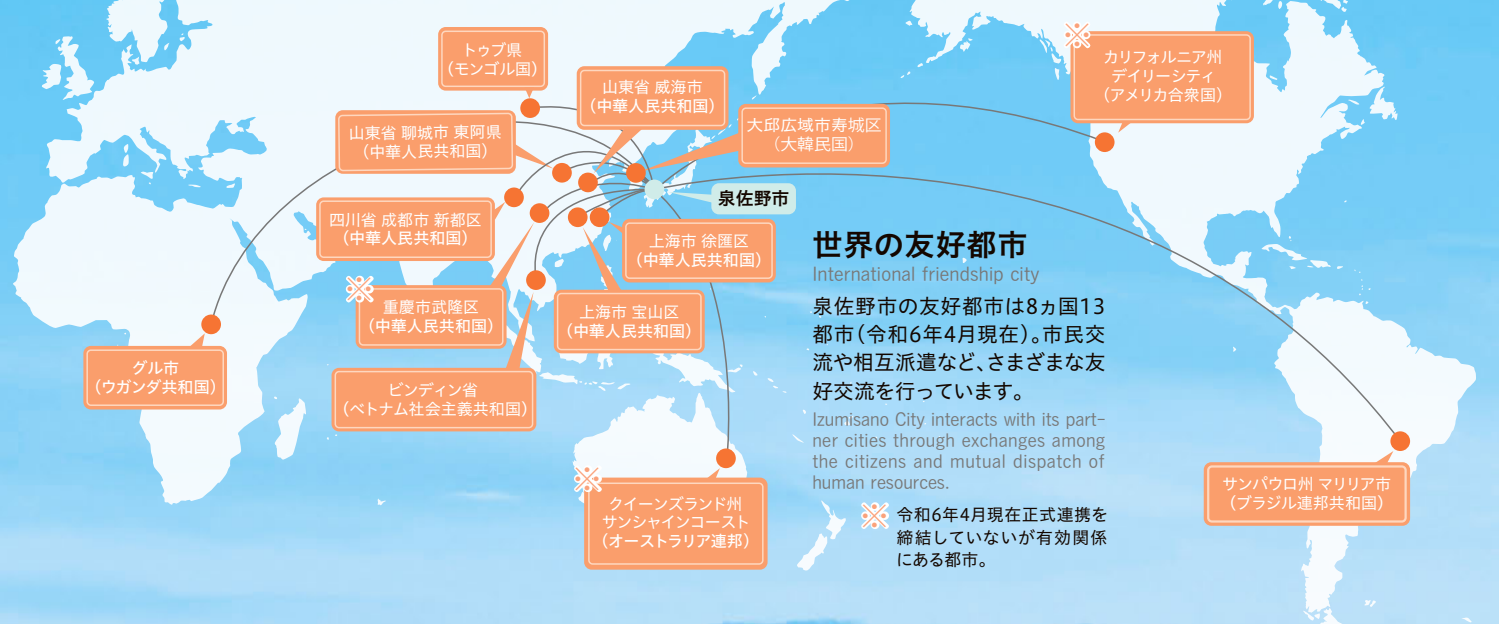 トゥブ県
（モンゴル国）
※
カリフォルニア州
デイリーシティ
（アメリカ合衆国）
山東省 威海市
（中華人民共和国）
山東省 聊城市 東阿県
（中華人民共和国）
大邱広域市寿城区
（大韓民国）
泉佐野市
四川省 成都市 新都区
（中華人民共和国）
上海市 徐匯区
（中華人民共和国）
※
重慶市武隆区
（中華人民共和国）
上海市 宝山区
（中華人民共和国）
グル市
（ウガンダ共和国）
ビンディン省
（ベトナム社会主義共和国）
※
クイーンズランド州
サンシャインコースト
（オーストラリア連邦）
サンパウロ州 マリリア市
（ブラジル連邦共和国）
世界の友好都市
International friendship city
泉佐野市の友好都市は8ヵ国13
都市（令和6年4月現在）。市民交
流や相互派遣など、さまざまな友
好交流を行っています。
Izumisano City interacts with its part-
ner cities through exchanges among
the citizens and mutual dispatch of
human resources.
※ 令和6年4月現在正式連携を
締結していないが有効関係
にある都市。